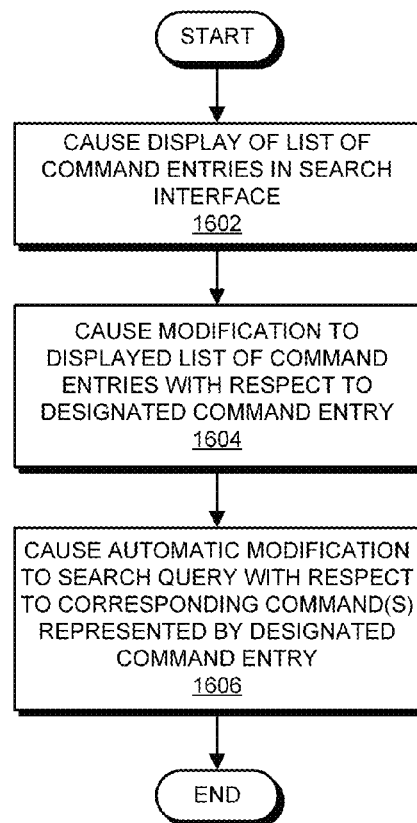 START
CAUSE DISPLAY OF LIST OF
COMMAND ENTRIES IN SEARCH
INTERFACE
1602
CAUSE MODIFICATION TO
DISPLAYED LIST OF COMMAND
ENTRIES WITH RESPECT TO
DESIGNATED COMMAND ENTRY
1604
CAUSE AUTOMATIC MODIFICATION
TO SEARCH QUERY WITH RESPECT
TO CORRESPONDING COMMAND(S)
REPRESENTED BY DESIGNATED
COMMAND ENTRY
1606
END